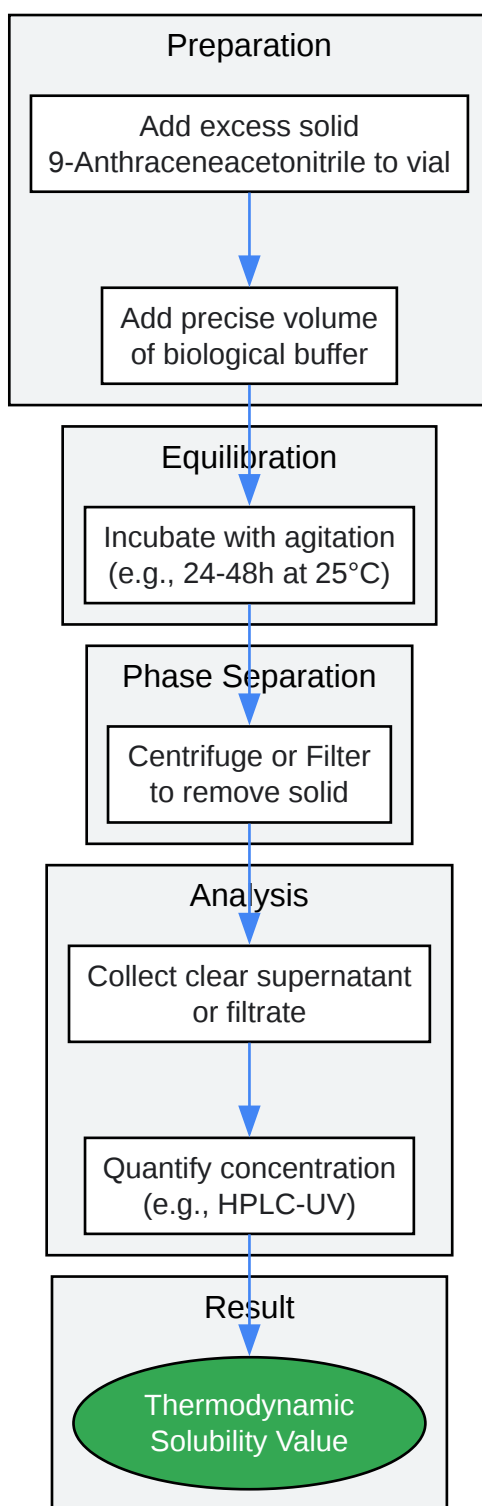 Preparation
Add excess solid
9-Anthraceneacetonitrile to vial
Add precise volume
of biological buffer
Equilibration
Incubate with agitation
(e.g., 24-48h at 25°C)
Phase Separation
Centrifuge or Filter
to remove solid
Analysis
Collect clear supernatant
or filtrate
Quantify concentration
(e.g., HPLC-UV)
Result
Thermodynamic
Solubility Value